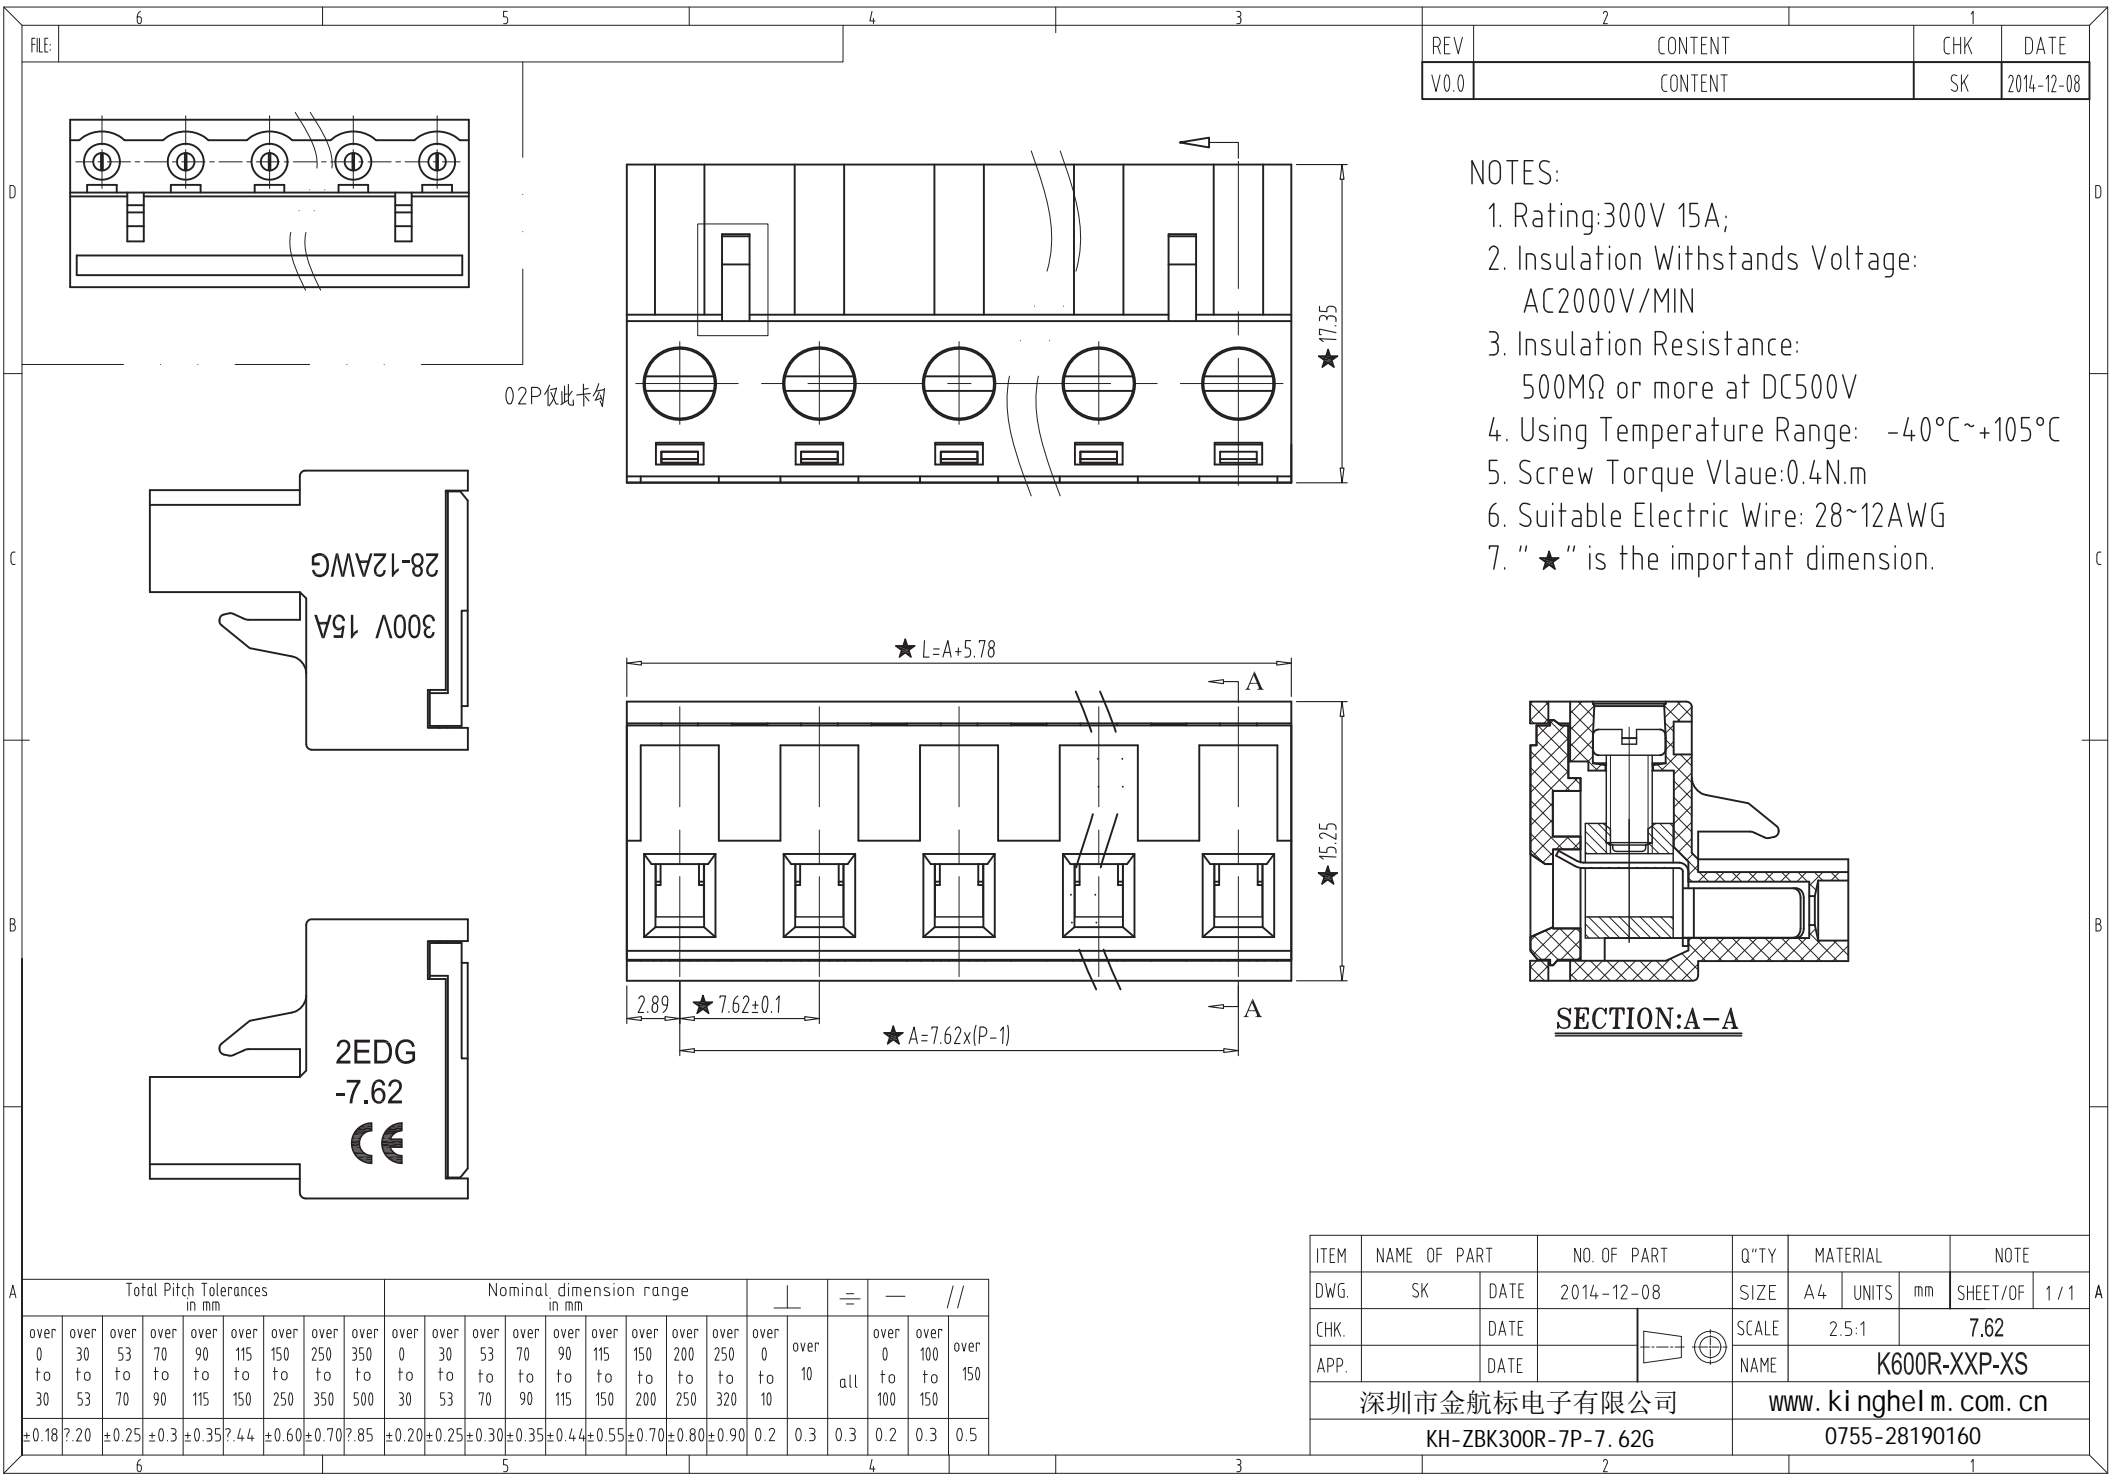 6 5 4 3 2 1
FILE:
REV CONTENT CHK DATE
V0.0 CONTENT SK 2014-12-08
D D
C C
B B
A A
NOTES:
1. Rating:300V 15A;
2. Insulation Withstands Voltage:
AC2000V/MIN
3. Insulation Resistance:
500MΩ or more at DC500V
4. Using Temperature Range: -40°C~+105°C
5. Screw Torque Vlaue:0.4N.m
6. Suitable Electric Wire: 28~12AWG
7. "★" is the important dimension.
★17.35
02P仅此卡勾
28-12AWG
300V 15A
★ L=A+5.78
A
★15.25
2.89 ★ 7.62±0.1
A
★ A=7.62x(P-1)
SECTION:A-A
2EDG
-7.62
CE
Total Pitch Tolerances
in mm
Nominal dimension range
in mm
⊥ ⌯ — //
over 0 to 30 over 30 to 53 over 53 to 70 over 70 to 90 over 90 to 115 over 115 to 150 over 150 to 250 over 250 to 350 over 350 to 500 over 0 to 30 over 30 to 53 over 53 to 70 over 70 to 90 over 90 to 115 over 115 to 150 over 150 to 200 over 200 to 250 over 250 to 320 over 0 to 10 over 10 all over 0 to 100 over 100 to 150 over 150
±0.18 ?.20 ±0.25 ±0.3 ±0.35 ?.44 ±0.60 ±0.70 ?.85 ±0.20 ±0.25 ±0.30 ±0.35 ±0.44 ±0.55 ±0.70 ±0.80 ±0.90 0.2 0.3 0.3 0.2 0.3 0.5
ITEM NAME OF PART NO. OF PART Q"TY MATERIAL NOTE
DWG. SK DATE 2014-12-08 SIZE A4 UNITS mm SHEET/OF 1/1
CHK. DATE SCALE 2.5:1 7.62
APP. DATE NAME K600R-XXP-XS
深圳市金航标电子有限公司 www.kinghelm.com.cn
KH-ZBK300R-7P-7.62G 0755-28190160
6 5 4 3 2 1